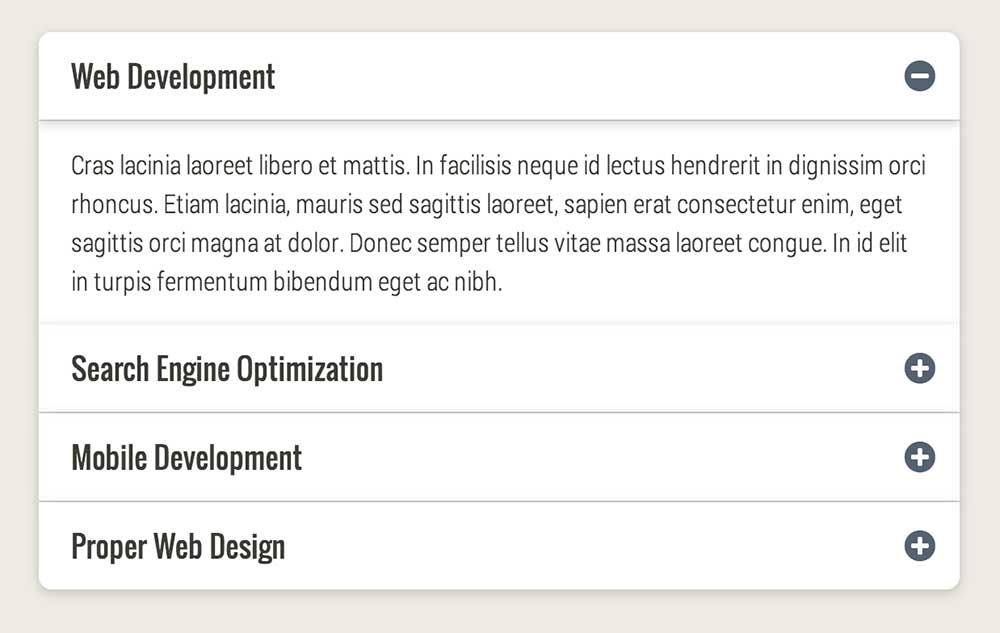 Web Development
Cras lacinia laoreet libero et mattis. In facilisis neque id lectus hendrerit in dignissim orci
rhoncus. Etiam lacinia, mauris sed sagittis laoreet, sapien erat consectetur enim, eget
sagittis orci magna at dolor. Donec semper tellus vitae massa laoreet congue. In id elit
in turpis fermentum bibendum eget ac nibh.
Search Engine Optimization
Mobile Development
Proper Web Design